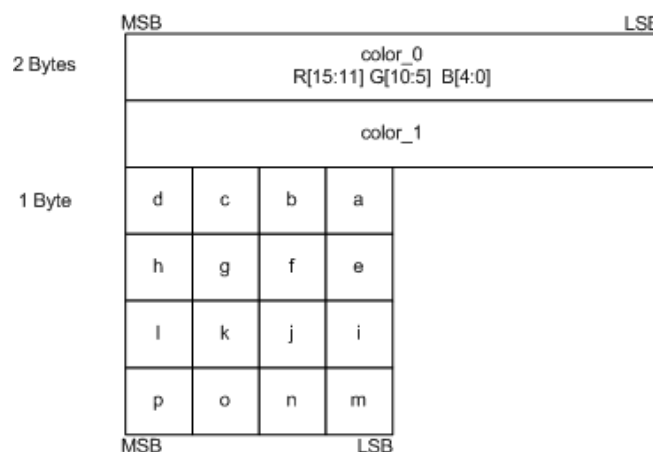 MSB LSB
2 Bytes color_0
R[15:11] G[10:5] B[4:0]
color_1
1 Byte d c b a
h g f e
l k j i
p o n m
MSB LSB